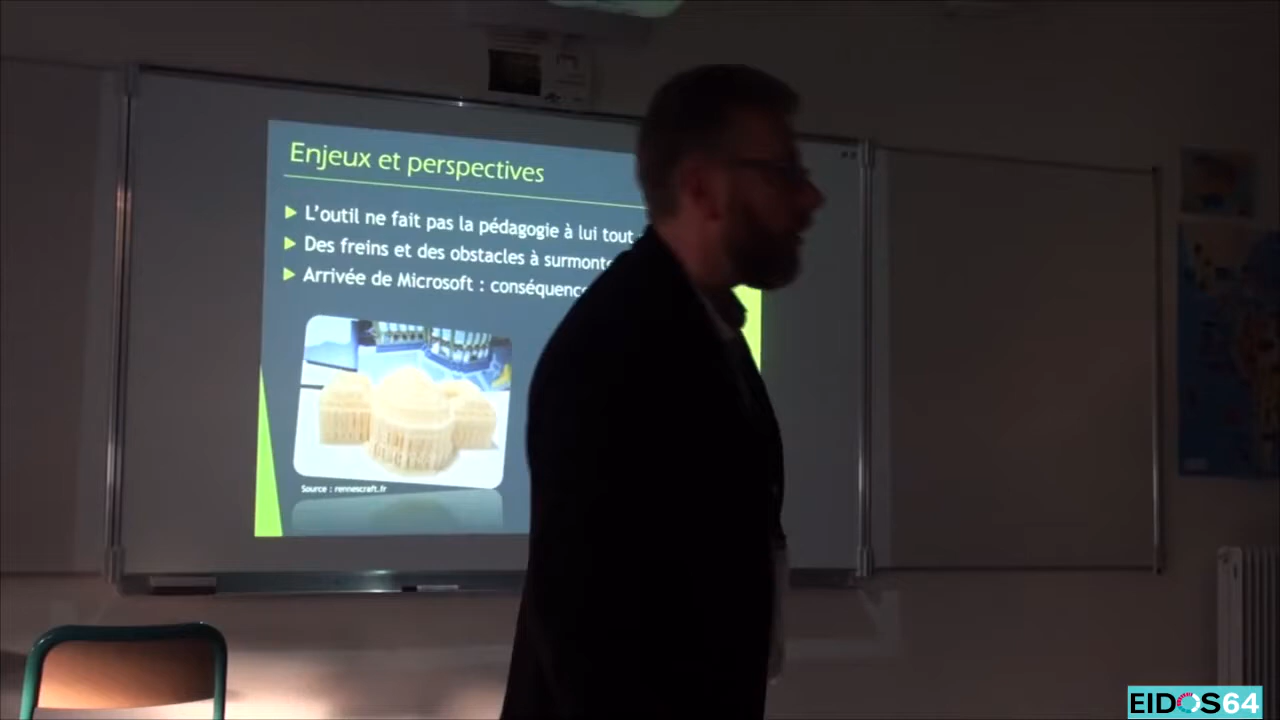 Enjeux et perspectives
L'outil ne fait pas la pédagogie à lui tout
Des freins et des obstacles à surmonte
Arrivée de Microsoft : conséquenc
Source : rennescraft.fr
EIDOS64